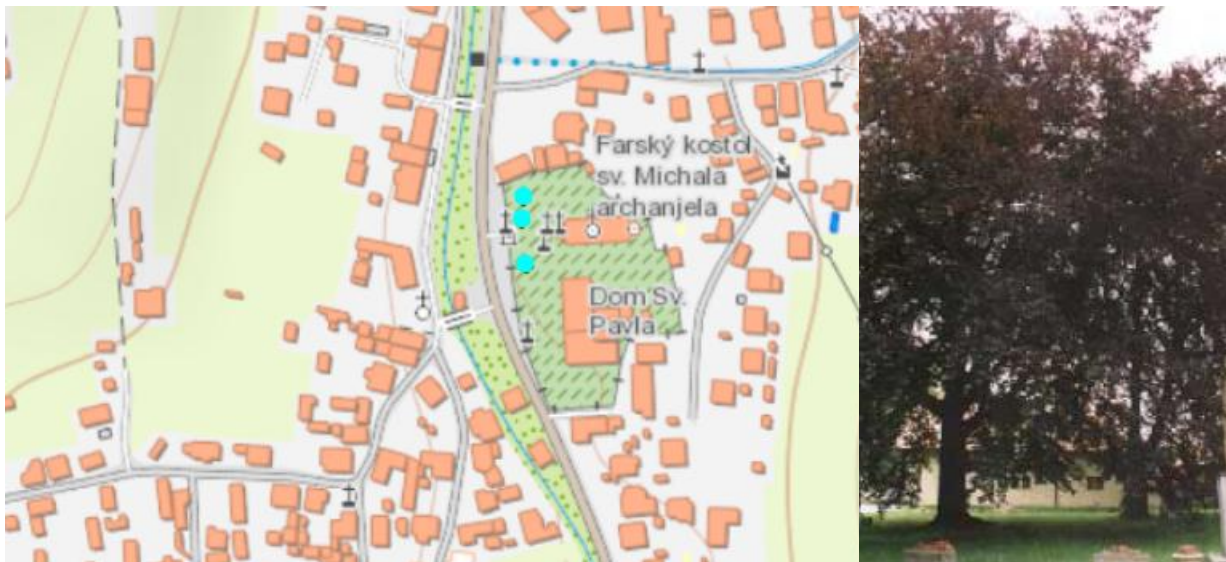 Farský kostol
sv. Michala
archanjela
Dom Sv.
Pavla